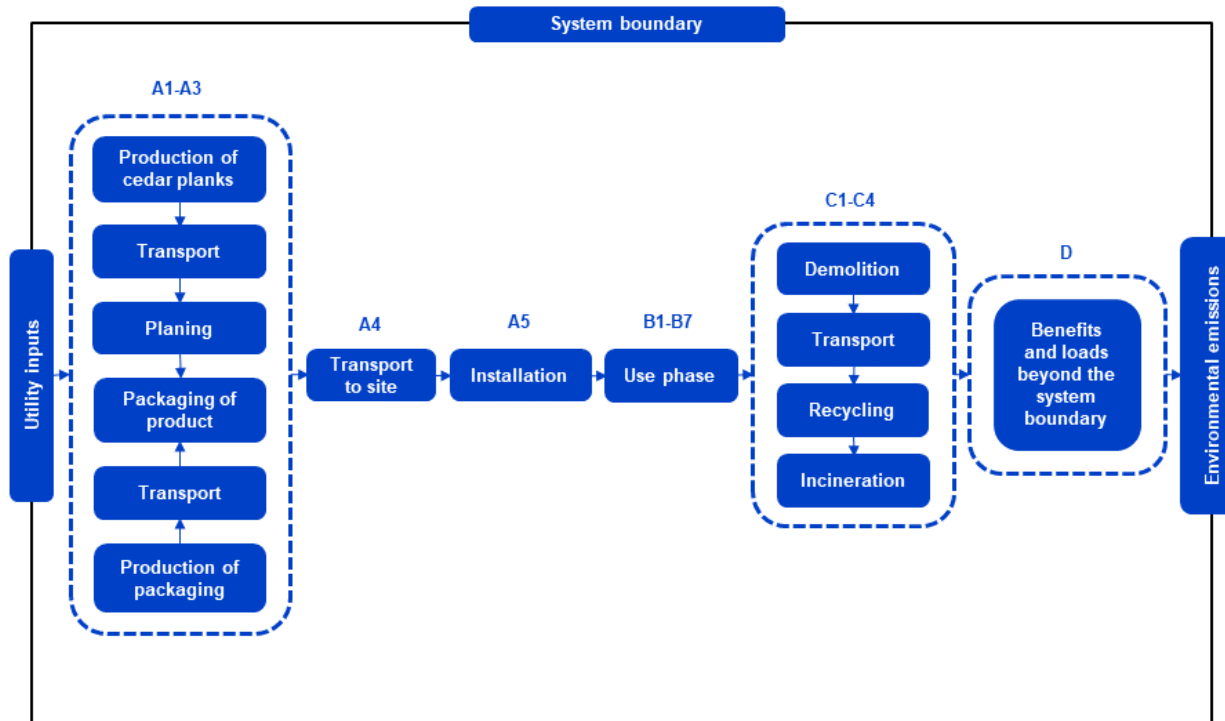 System boundary
Utility inputs
A1-A3
Production of
cedar planks
Transport
Planing
Packaging of
product
Transport
Production of
packaging
A4
Transport
to site
A5
Installation
B1-B7
Use phase
C1-C4
Demolition
Transport
Recycling
Incineration
D
Benefits
and loads
beyond the
system
boundary
Environmental emissions